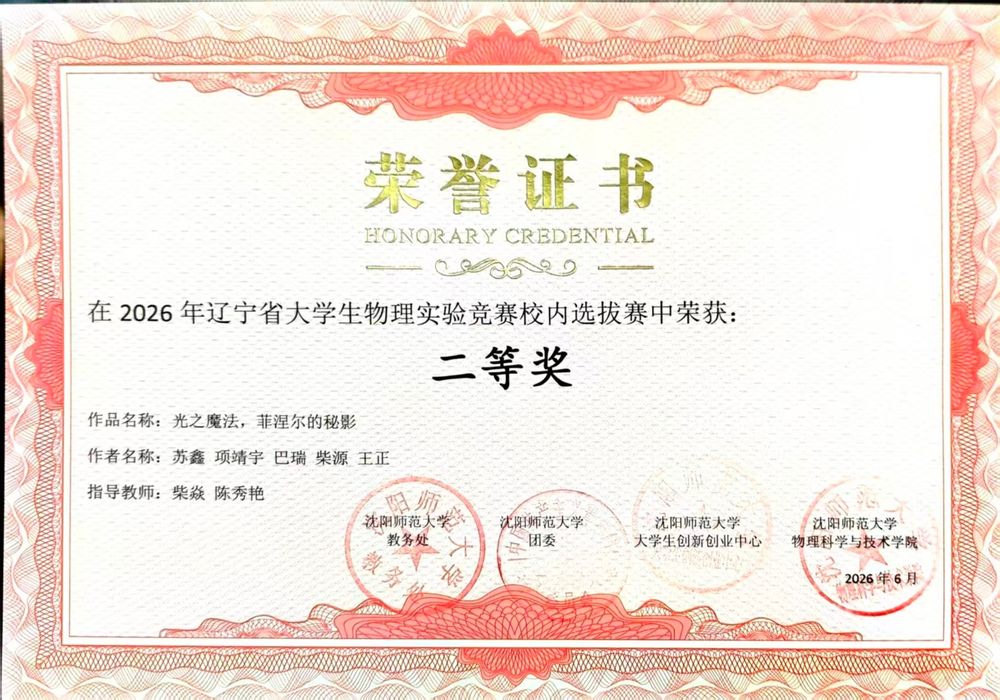 荣誉证书
HONORARY CREDENTIAL
在 2026 年辽宁省大学生物理实验竞赛校内选拔赛中荣获：
二等奖
作品名称：光之魔法，菲涅尔的秘影
作者名称：苏鑫 项靖宇 巴瑞 柴源 王正
指导教师：柴焱 陈秀艳
沈阳师范大学
教务处
沈阳师范大学
团委
沈阳师范大学
大学生创新创业中心
沈阳师范大学
物理科学与技术学院
2026 年 6 月